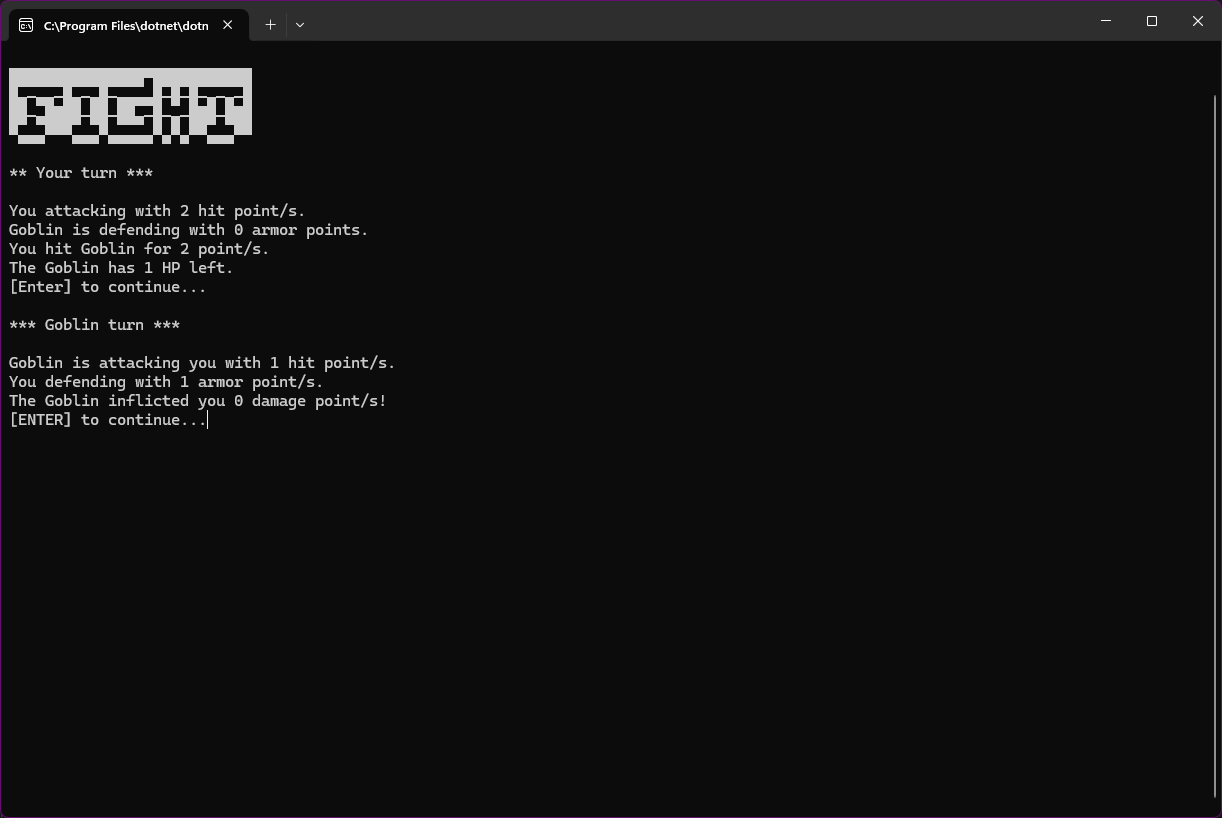 C:\Program Files\dotnet\dotn
FIGHT
** Your turn ***
You attacking with 2 hit point/s.
Goblin is defending with 0 armor points.
You hit Goblin for 2 point/s.
The Goblin has 1 HP left.
[Enter] to continue...
*** Goblin turn ***
Goblin is attacking you with 1 hit point/s.
You defending with 1 armor point/s.
The Goblin inflicted you 0 damage point/s!
[ENTER] to continue...